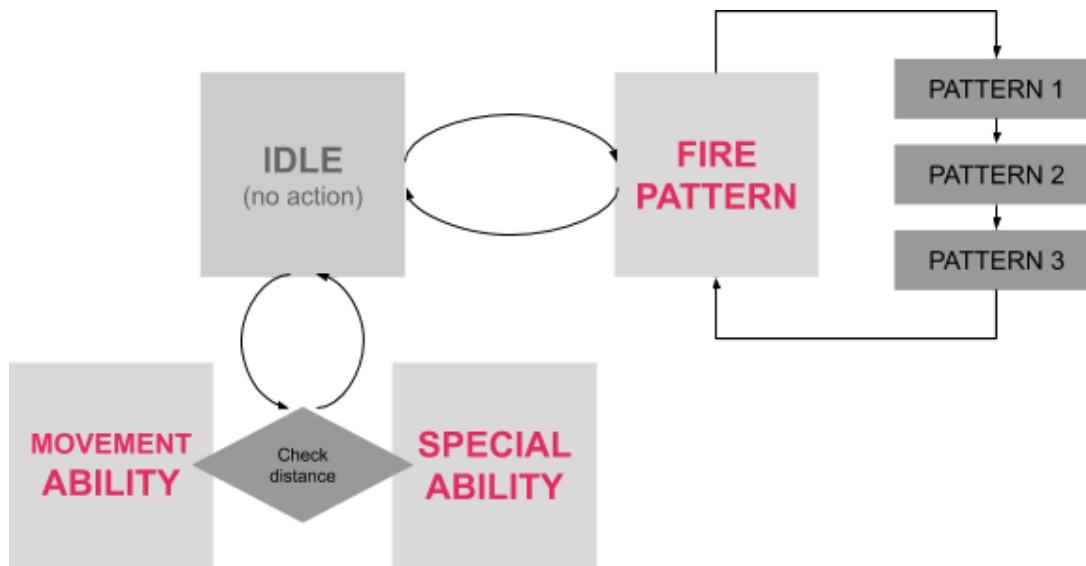 IDLE
(no action)
FIRE
PATTERN
PATTERN 1
PATTERN 2
PATTERN 3
MOVEMENT
ABILITY
Check
distance
SPECIAL
ABILITY